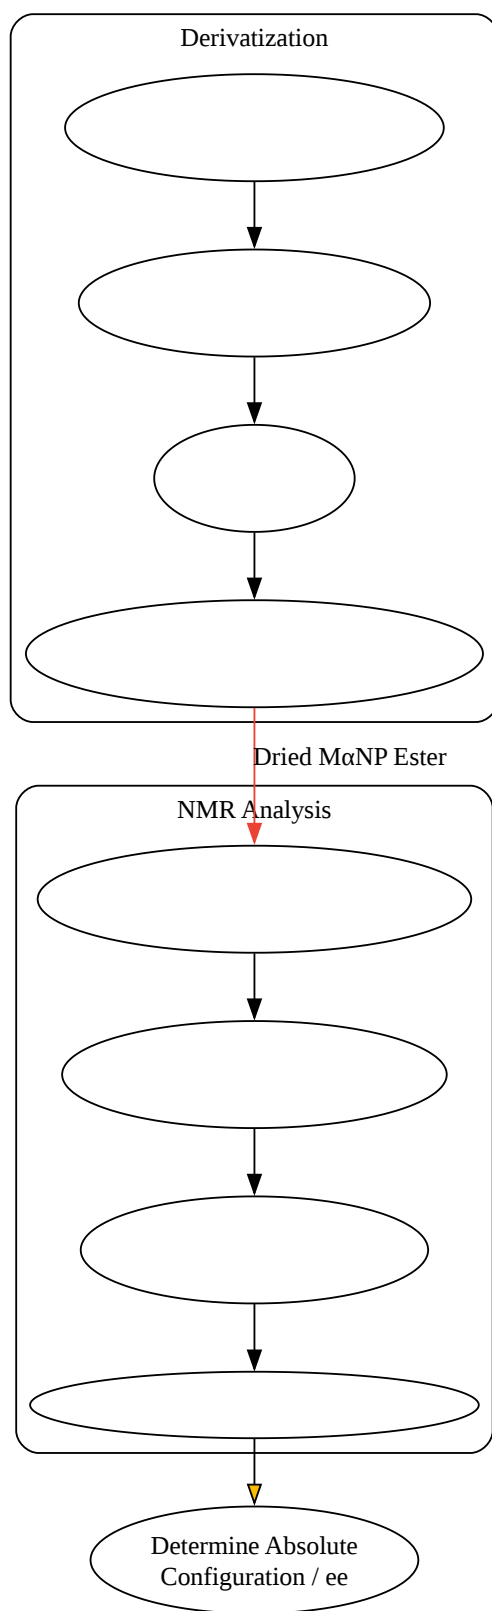 Derivatization
Dried MαNP Ester
NMR Analysis
Determine Absolute
Configuration / ee